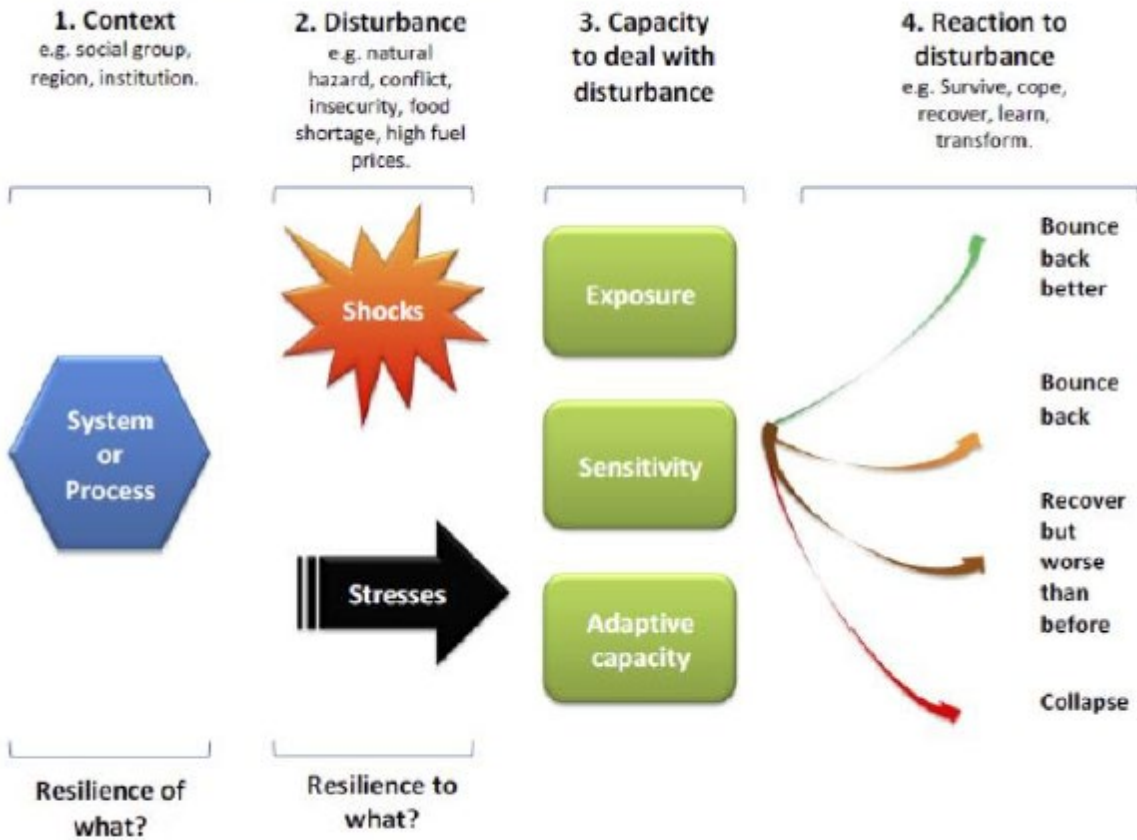 1. Context
e.g. social group,
region, institution.
2. Disturbance
e.g. natural
hazard, conflict,
insecurity, food
shortage, high fuel
prices.
3. Capacity
to deal with
disturbance
4. Reaction to
disturbance
e.g. Survive, cope,
recover, learn,
transform.
System
or
Process
Shocks
Stresses
Exposure
Sensitivity
Adaptive
capacity
Bounce
back
better
Bounce
back
Recover
but
worse
than
before
Collapse
Resilience of
what?
Resilience to
what?